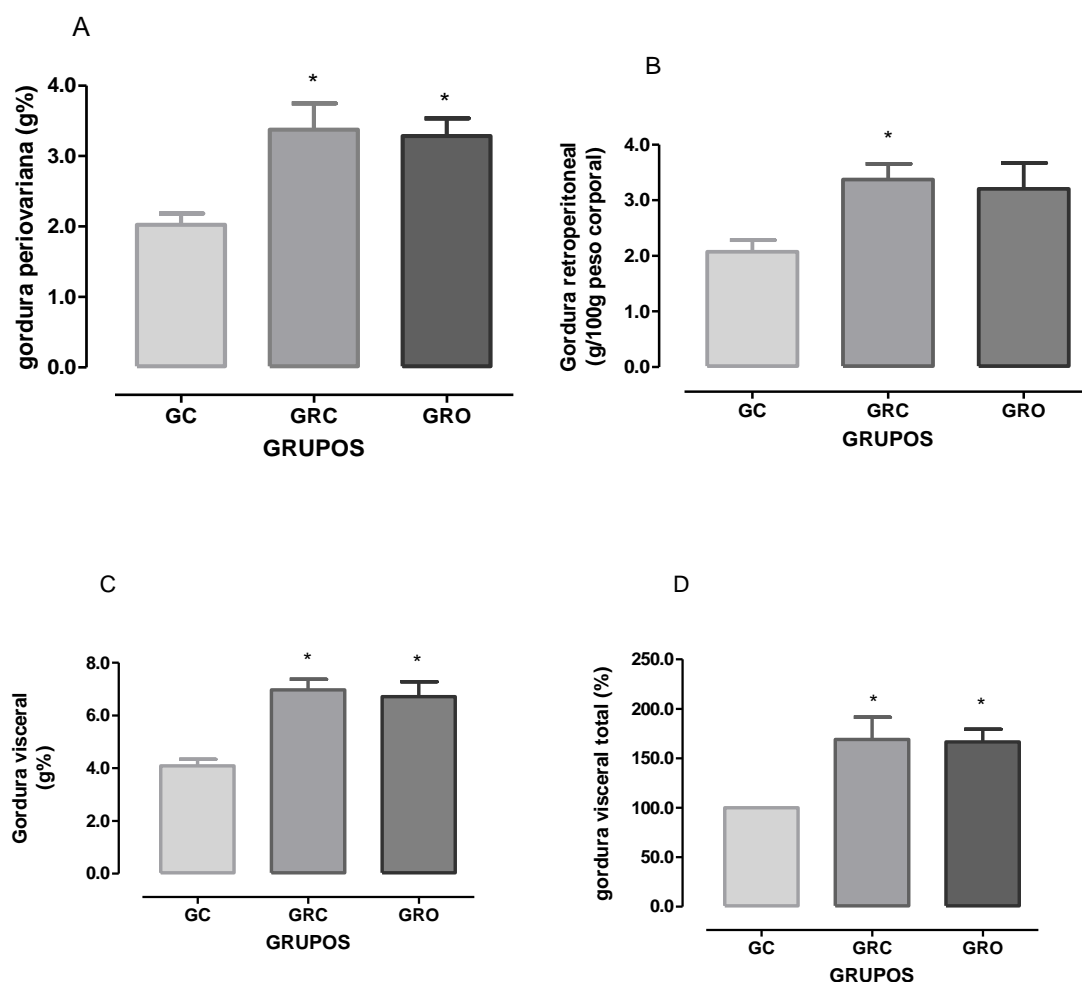 A
gordura periovariana (g%)
4.0
3.0
2.0
1.0
0.0
*
*
GC GRC GRO
GRUPOS
B
Gordura retroperitoneal
(g/100g peso corporal)
4.0
3.0
2.0
1.0
0.0
*
GC GRC GRO
GRUPOS
C
Gordura visceral
(g%)
8.0
6.0
4.0
2.0
0.0
* *
GC GRC GRO
GRUPOS
D
gordura visceral total (%)
250.0
200.0
150.0
100.0
50.0
0.0
* *
GC GRC GRO
GRUPOS